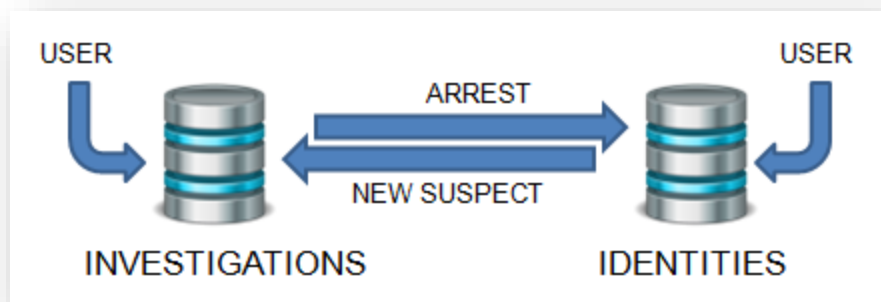 USER
USER
ARREST
NEW SUSPECT
INVESTIGATIONS
IDENTITIES